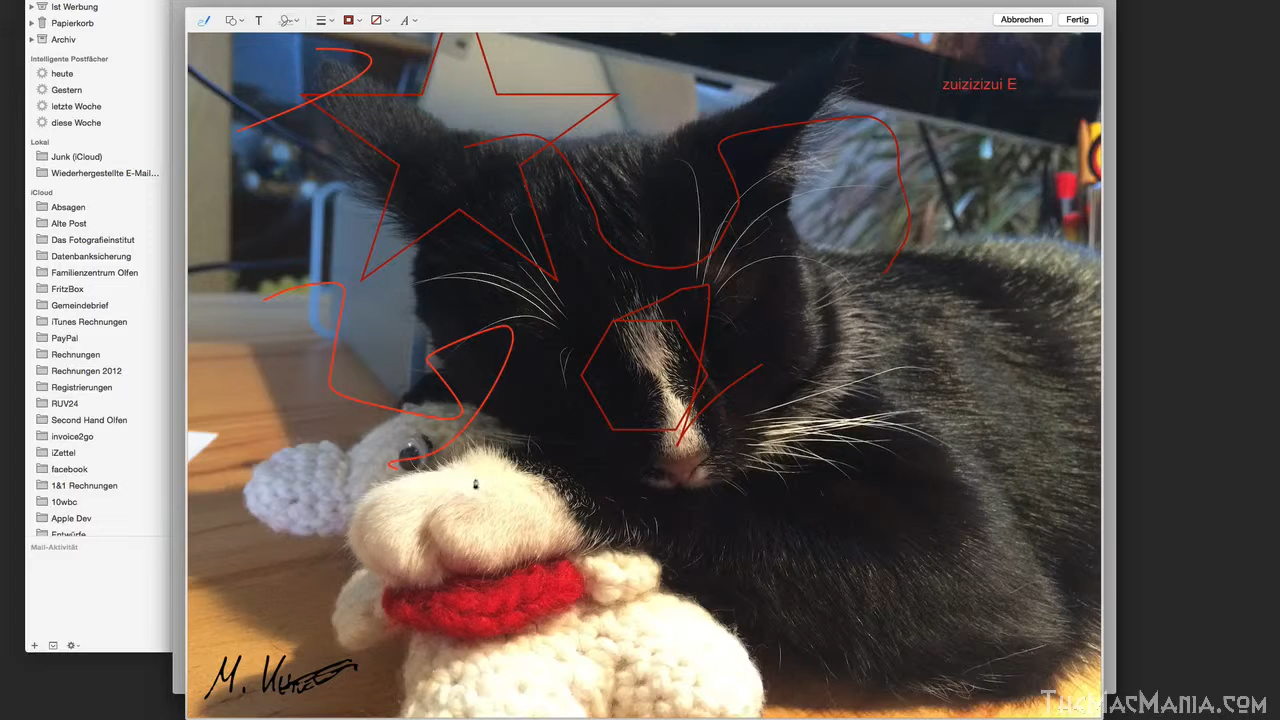 Ist Werbung
Papierkorb
Archiv
Intelligente Postfächer
heute
Gestern
letzte Woche
diese Woche
Lokal
Junk (iCloud)
Wiederhergestellte E-Mail...
iCloud
Absagen
Alte Post
Das Fotografieinstitut
Datenbanksicherung
Familienzentrum Olfen
FritzBox
Gemeindebrief
iTunes Rechnungen
PayPal
Rechnungen
Rechnungen 2012
Registrierungen
RUV24
Second Hand Olfen
invoice2go
iZettel
facebook
1&1 Rechnungen
10wbc
Apple Dev
Entwürfe
Mail-Aktivität
T
A
Abbrechen
Fertig
zuizizizui E
TheMacMania.com